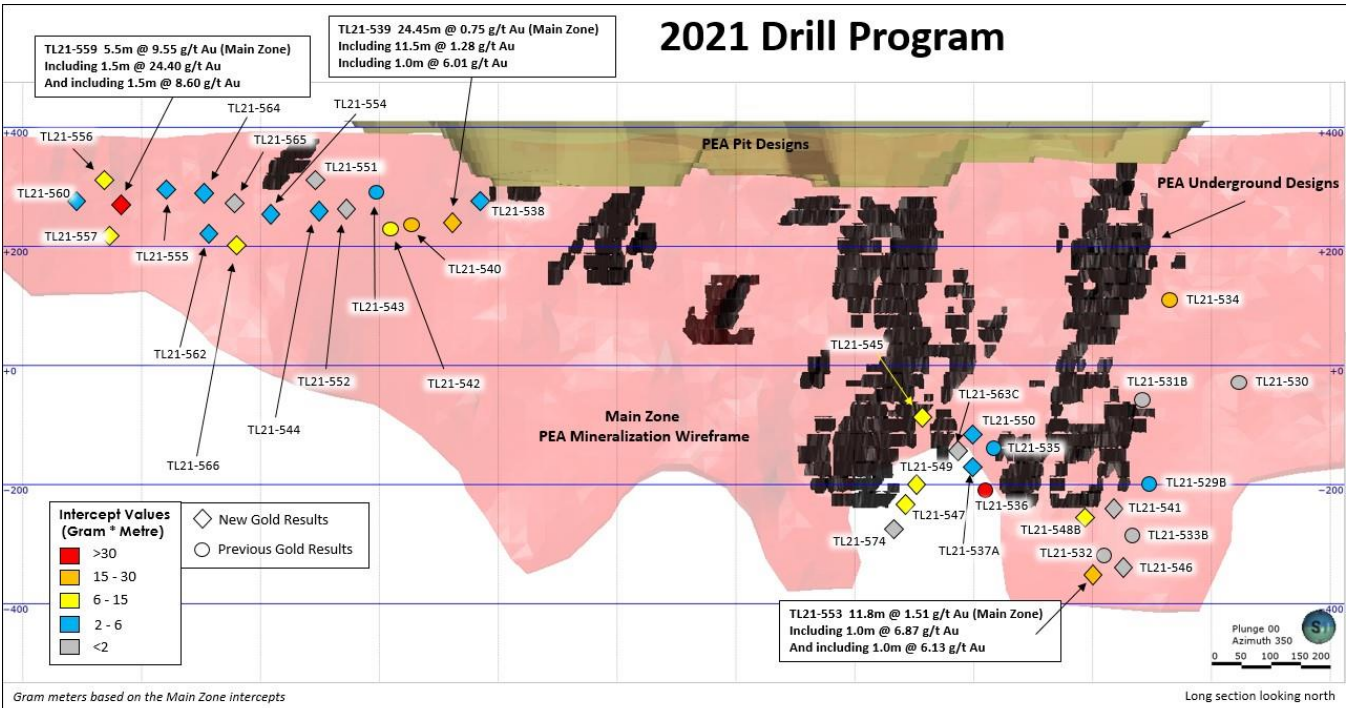 2021 Drill Program
TL21-559 5.5m @ 9.55 g/t Au (Main Zone)
Including 1.5m @ 24.40 g/t Au
And including 1.5m @ 8.60 g/t Au
TL21-539 24.45m @ 0.75 g/t Au (Main Zone)
Including 11.5m @ 1.28 g/t Au
Including 1.0m @ 6.01 g/t Au
TL21-564
TL21-554
TL21-556
TL21-565
+400
+400
PEA Pit Designs
TL21-551
TL21-560
PEA Underground Designs
TL21-538
TL21-557
TL21-555
+200
+200
TL21-540
TL21-534
TL21-543
TL21-545
TL21-562
+0
+0
TL21-552
TL21-542
TL21-531B
TL21-530
TL21-563C
Main Zone
PEA Mineralization Wireframe
TL21-550
TL21-544
TL21-535
TL21-566
TL21-549
TL21-529B
-200
-200
TL21-536
TL21-547
TL21-541
TL21-548B
TL21-533B
TL21-574
TL21-537A
TL21-532
TL21-546
Intercept Values
(Gram * Metre)
>30
15 - 30
6 - 15
2 - 6
<2
New Gold Results
Previous Gold Results
-400
-400
TL21-553 11.8m @ 1.51 g/t Au (Main Zone)
Including 1.0m @ 6.87 g/t Au
And including 1.0m @ 6.13 g/t Au
S
Plunge 00
Azimuth 350
0 50 100 150 200
Gram meters based on the Main Zone intercepts
Long section looking north